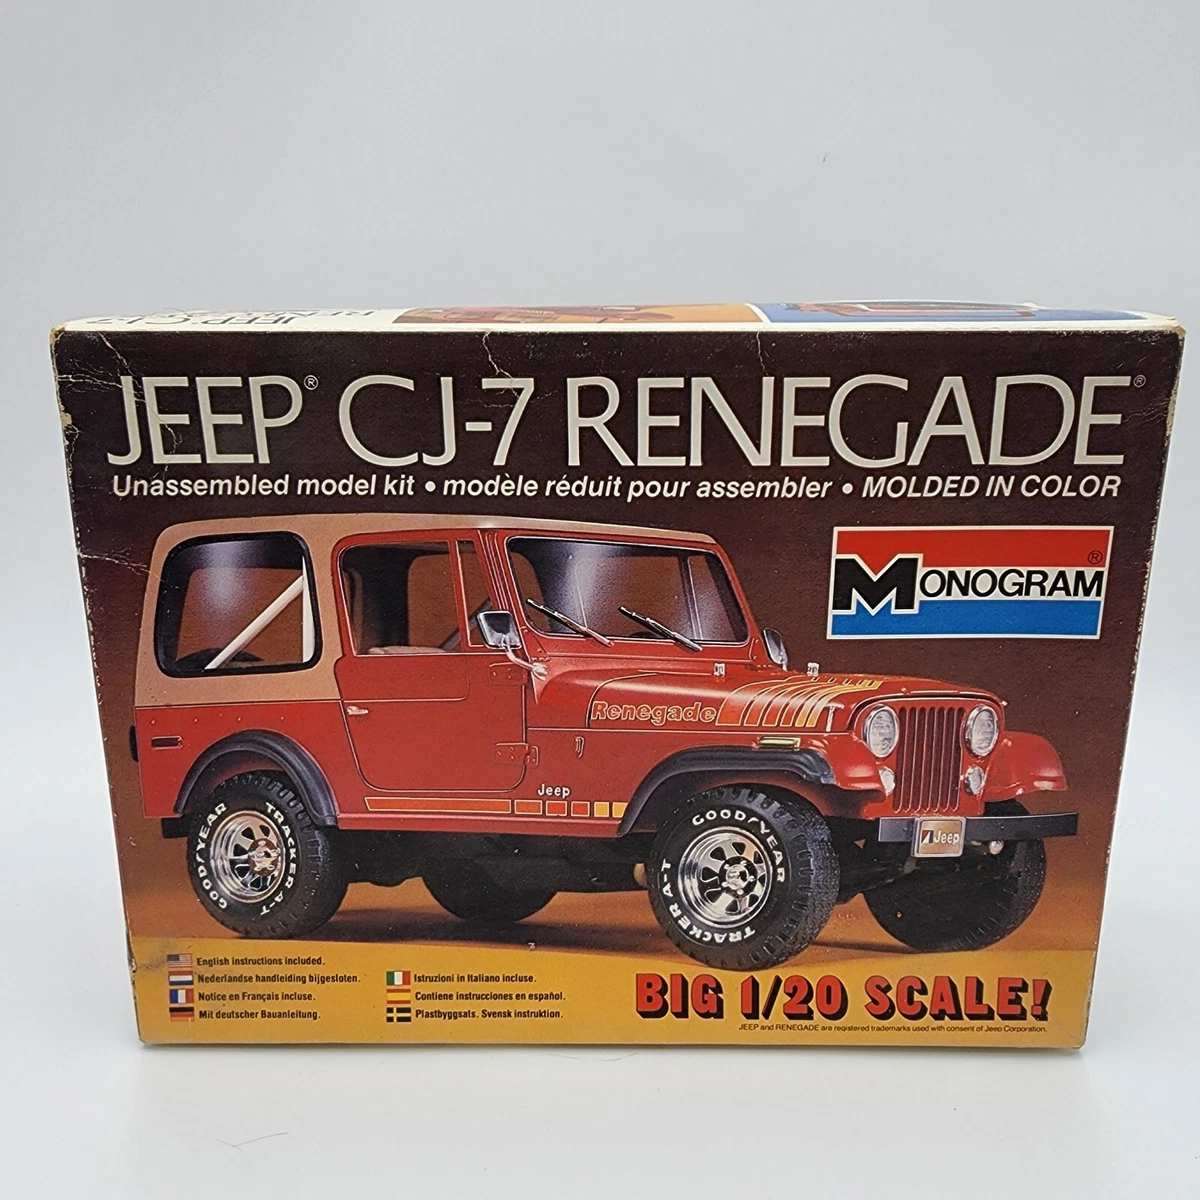 JEEP® CJ-7
JEEP® CJ-7 RENEGADE®
Unassembled model kit • modèle réduit pour assembler • MOLDED IN COLOR
MONOGRAM®
Renegade
Jeep
GOODYEAR TRACKER A-T
GOODYEAR TRACKER A-T
Jeep
English instructions included.
Nederlandse handleiding bijgesloten.
Notice en Français incluse.
Mit deutscher Bauanleitung.
Istruzioni in Italiano incluse.
Contiene instrucciones en español.
Plastbyggsats. Svensk instruktion.
BIG 1/20 SCALE!
JEEP and RENEGADE are registered trademarks used with consent of Jeep Corporation.